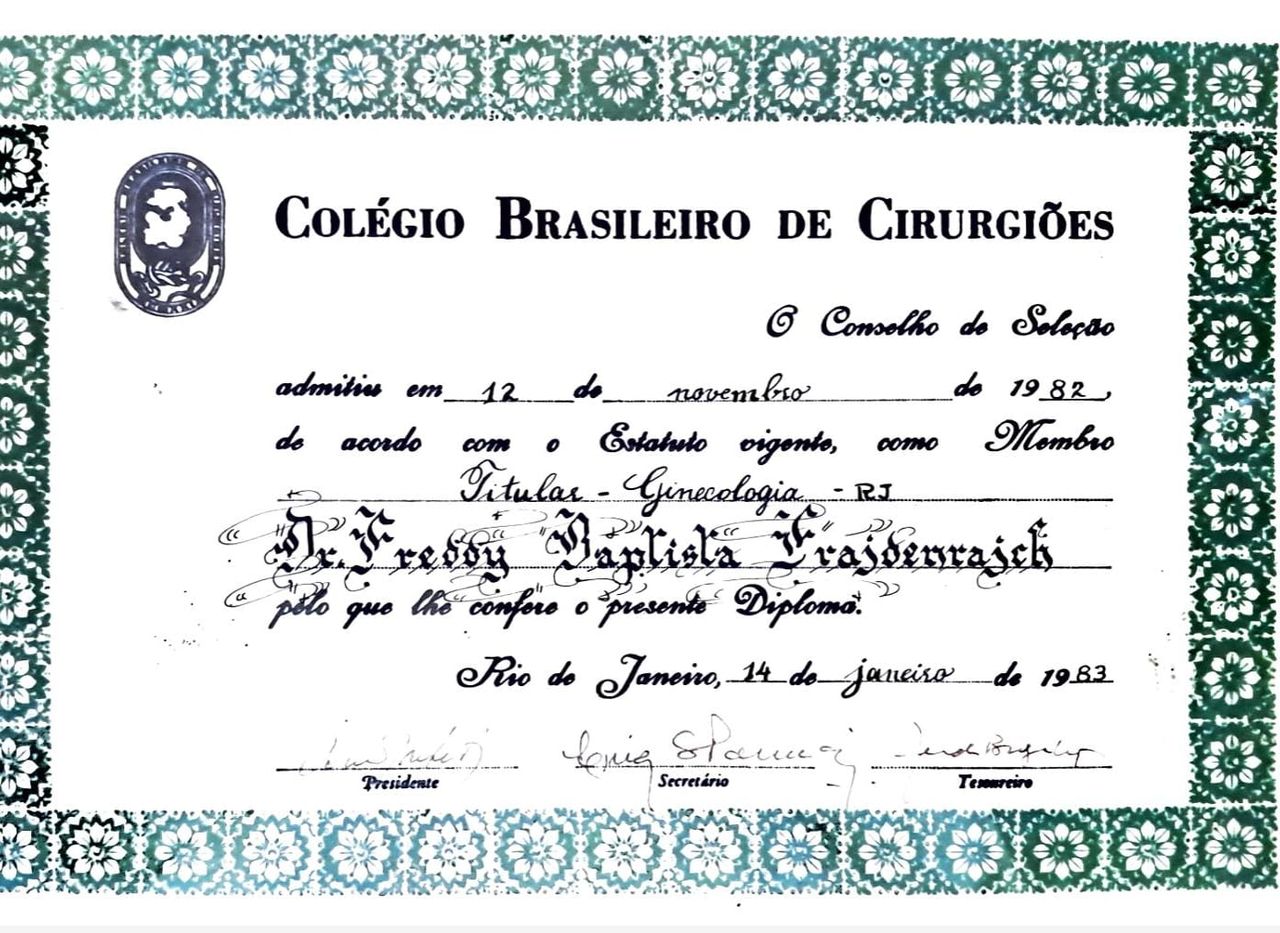 COLÉGIO BRASILEIRO DE CIRURGIÕES
O Conselho de Seleção
admitiu em 12 de novembro de 1982,
de acordo com o Estatuto vigente, como Membro
Titular - Ginecologia - RJ
Dr. Freddy Baptista Frajdenrajch
pelo que lhe confere o presente Diploma.
Rio de Janeiro, 14 de janeiro de 1983
Presidente Secretário Tesoureiro